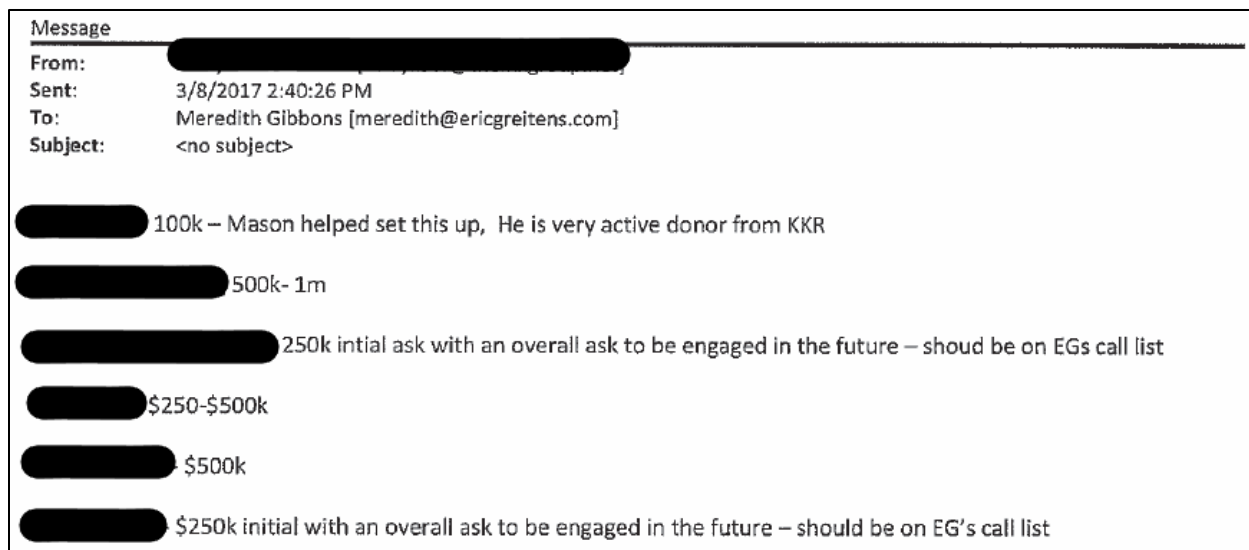 Message
From:
Sent: 3/8/2017 2:40:26 PM
To: Meredith Gibbons [meredith@ericgreitens.com]
Subject: <no subject>
100k – Mason helped set this up, He is very active donor from KKR
500k- 1m
250k intial ask with an overall ask to be engaged in the future – shoud be on EGs call list
$250-$500k
- $500k
$250k initial with an overall ask to be engaged in the future – should be on EG's call list